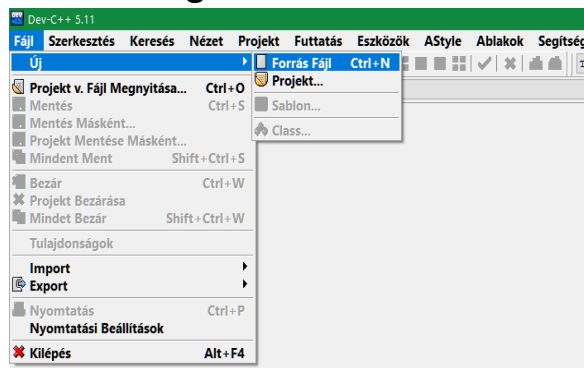 Dev-C++ 5.11
Fájl Szerkesztés Keresés Nézet Projekt Futtatás Eszközök AStyle Ablakok
Új
Forrás Fájl Ctrl+N
Projekt v. Fájl Megnyitása... Ctrl+O
Projekt...
Mentés Ctrl+S
Sablon...
Mentés Másként...
Class...
Projekt Mentése Másként...
Mindent Ment Shift+Ctrl+S
Bezár Ctrl+W
Projekt Bezárása
Mindet Bezár Shift+Ctrl+W
Tulajdonságok
Import
Export
Nyomtatás Ctrl+P
Nyomtatási Beállítások
Kilépés Alt+F4